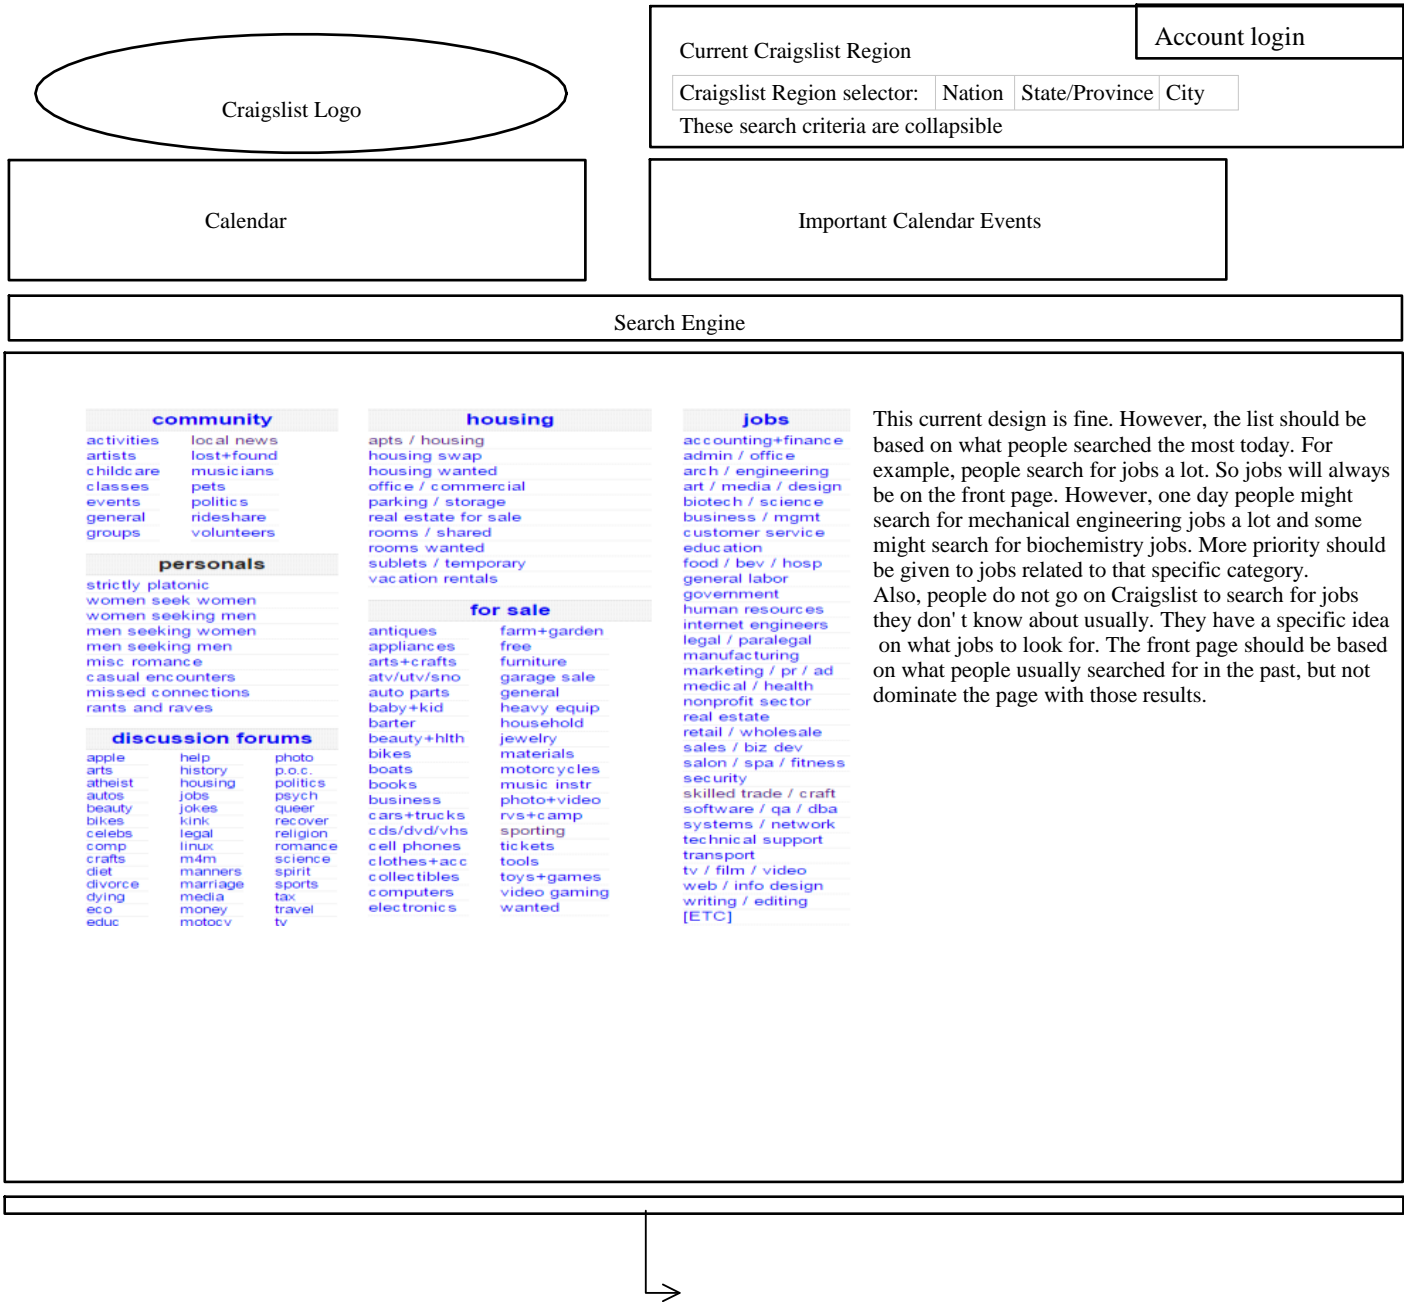 Account login
Current Craigslist Region
Craigslist Region selector: Nation State/Province City
These search criteria are collapsible
Craigslist Logo
Calendar
Important Calendar Events
Search Engine
community
activities local news
artists lost+found
childcare musicians
classes pets
events politics
general rideshare
groups volunteers
personals
strictly platonic
women seek women
women seeking men
men seeking women
men seeking men
misc romance
casual encounters
missed connections
rants and raves
discussion forums
apple help photo
arts history p.o.c.
atheist housing politics
autos jobs psych
beauty jokes queer
bikes kink recover
celebs legal religion
comp linux romance
crafts m4m science
diet manners spirit
divorce marriage sports
dying media tax
eco money travel
educ motocy tv
housing
apts / housing
housing swap
housing wanted
office / commercial
parking / storage
real estate for sale
rooms / shared
rooms wanted
sublets / temporary
vacation rentals
for sale
antiques farm+garden
appliances free
arts+crafts furniture
atv/utv/sno garage sale
auto parts general
baby+kid heavy equip
barter household
beauty+hlth jewelry
bikes materials
boats motorcycles
books music instr
business photo+video
cars+trucks rvs+camp
cds/dvd/vhs sporting
cell phones tickets
clothes+acc tools
collectibles toys+games
computers video gaming
electronics wanted
jobs
accounting+finance
admin / office
arch / engineering
art / media / design
biotech / science
business / mgmt
customer service
education
food / bev / hosp
general labor
government
human resources
internet engineers
legal / paralegal
manufacturing
marketing / pr / ad
medical / health
nonprofit sector
real estate
retail / wholesale
sales / biz dev
salon / spa / fitness
security
skilled trade / craft
software / qa / dba
systems / network
technical support
transport
tv / film / video
web / info design
writing / editing
[ETC]
This current design is fine. However, the list should be
based on what people searched the most today. For
example, people search for jobs a lot. So jobs will always
be on the front page. However, one day people might
search for mechanical engineering jobs a lot and some
might search for biochemistry jobs. More priority should
be given to jobs related to that specific category.
Also, people do not go on Craigslist to search for jobs
they don't know about usually. They have a specific idea
on what jobs to look for. The front page should be based
on what people usually searched for in the past, but not
dominate the page with those results.